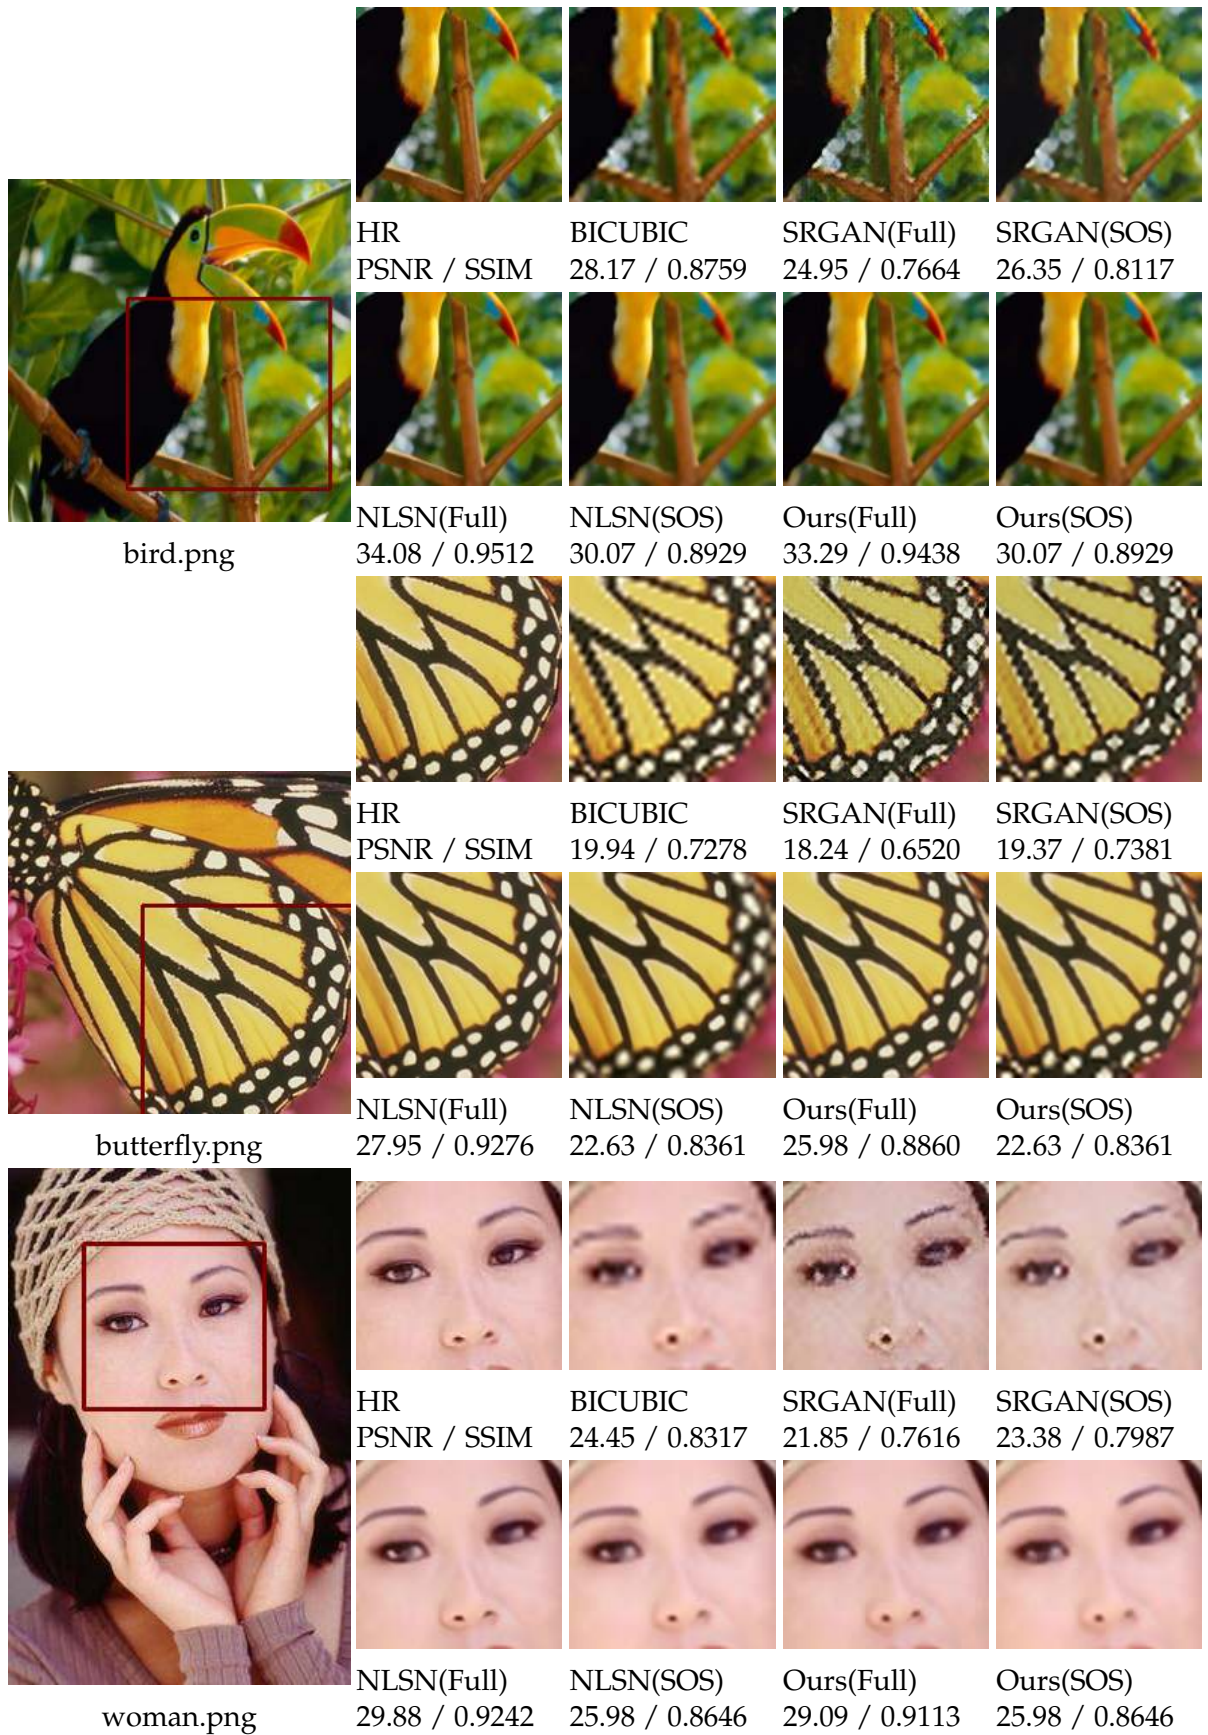 HR BICUBIC SRGAN(Full) SRGAN(SOS)
PSNR / SSIM 28.17 / 0.8759 24.95 / 0.7664 26.35 / 0.8117
NLSN(Full) NLSN(SOS) Ours(Full) Ours(SOS)
34.08 / 0.9512 30.07 / 0.8929 33.29 / 0.9438 30.07 / 0.8929
bird.png
HR BICUBIC SRGAN(Full) SRGAN(SOS)
PSNR / SSIM 19.94 / 0.7278 18.24 / 0.6520 19.37 / 0.7381
NLSN(Full) NLSN(SOS) Ours(Full) Ours(SOS)
27.95 / 0.9276 22.63 / 0.8361 25.98 / 0.8860 22.63 / 0.8361
butterfly.png
HR BICUBIC SRGAN(Full) SRGAN(SOS)
PSNR / SSIM 24.45 / 0.8317 21.85 / 0.7616 23.38 / 0.7987
NLSN(Full) NLSN(SOS) Ours(Full) Ours(SOS)
29.88 / 0.9242 25.98 / 0.8646 29.09 / 0.9113 25.98 / 0.8646
woman.png